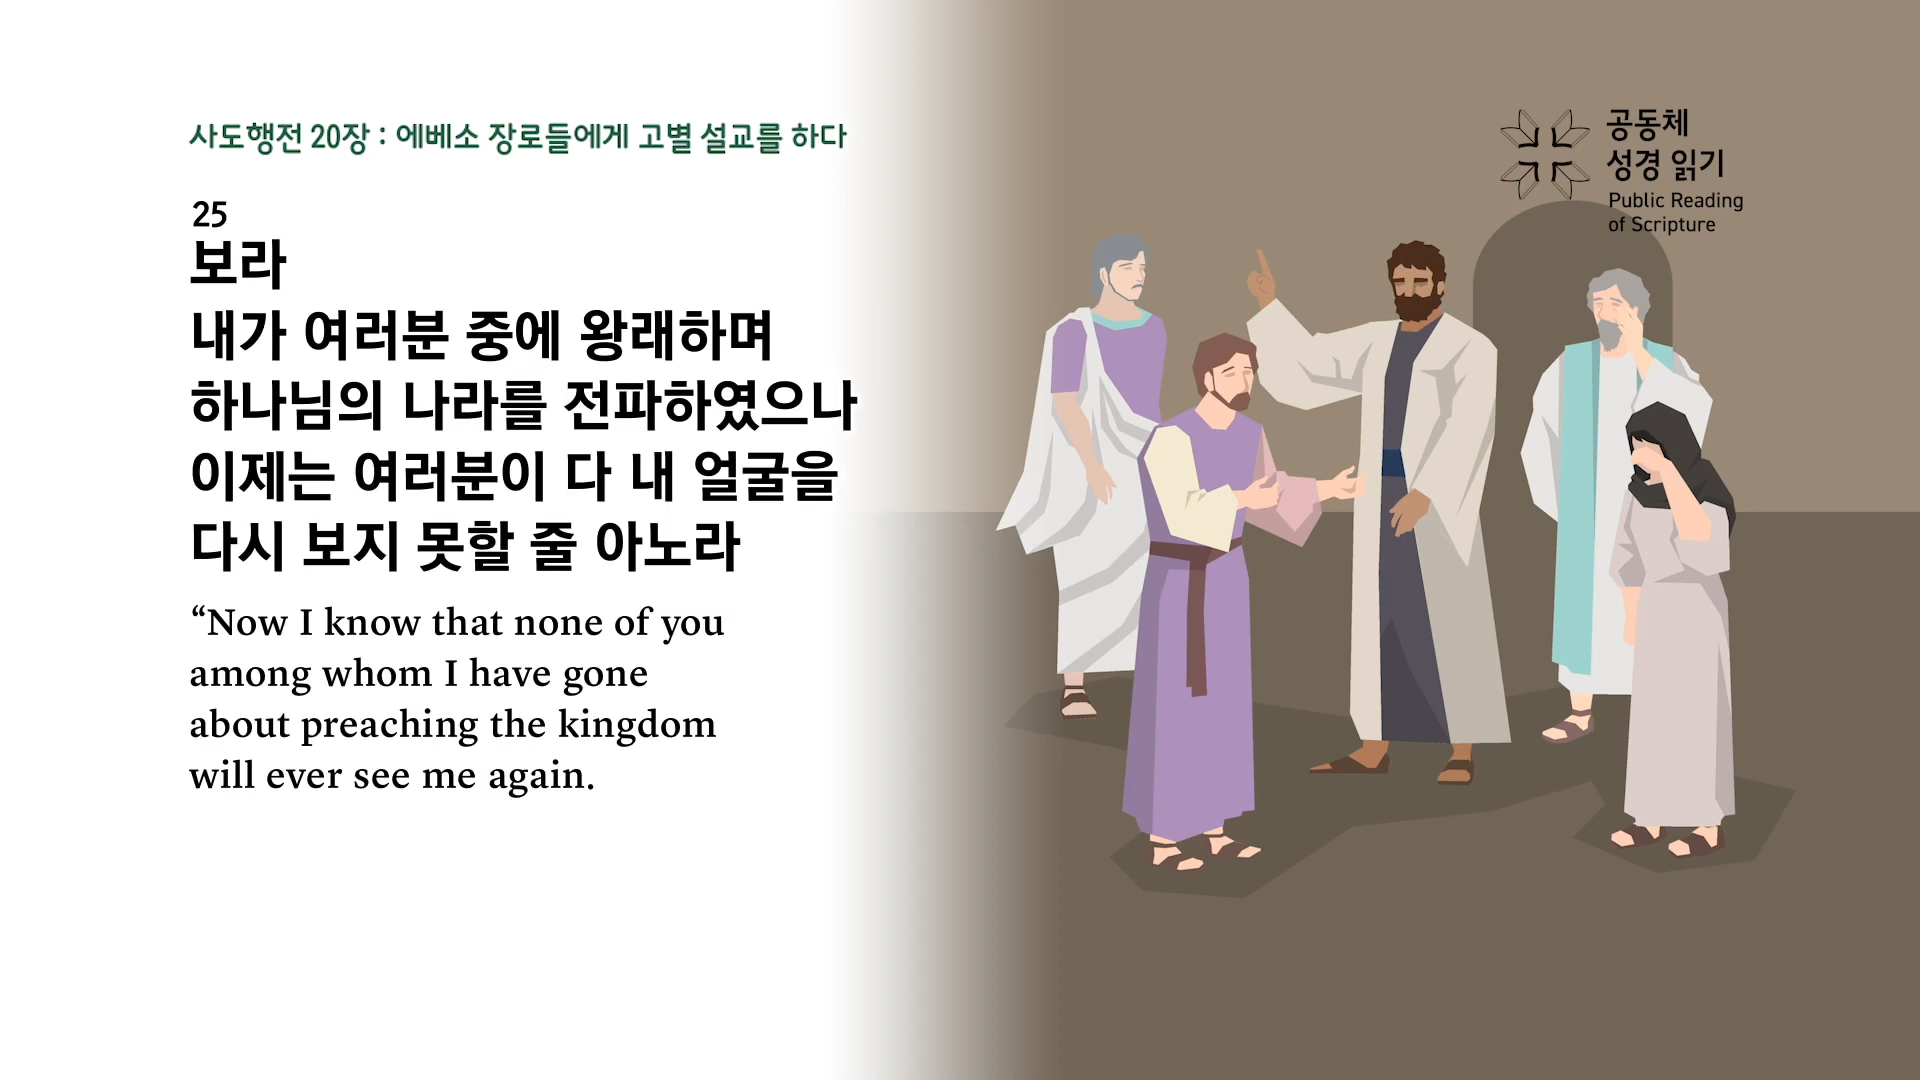 사도행전 20장 : 에베소 장로들에게 고별 설교를 하다
25
보라
내가 여러분 중에 왕래하며
하나님의 나라를 전파하였으나
이제는 여러분이 다 내 얼굴을
다시 보지 못할 줄 아노라
“Now I know that none of you
among whom I have gone
about preaching the kingdom
will ever see me again.
공동체
성경 읽기
Public Reading
of Scripture